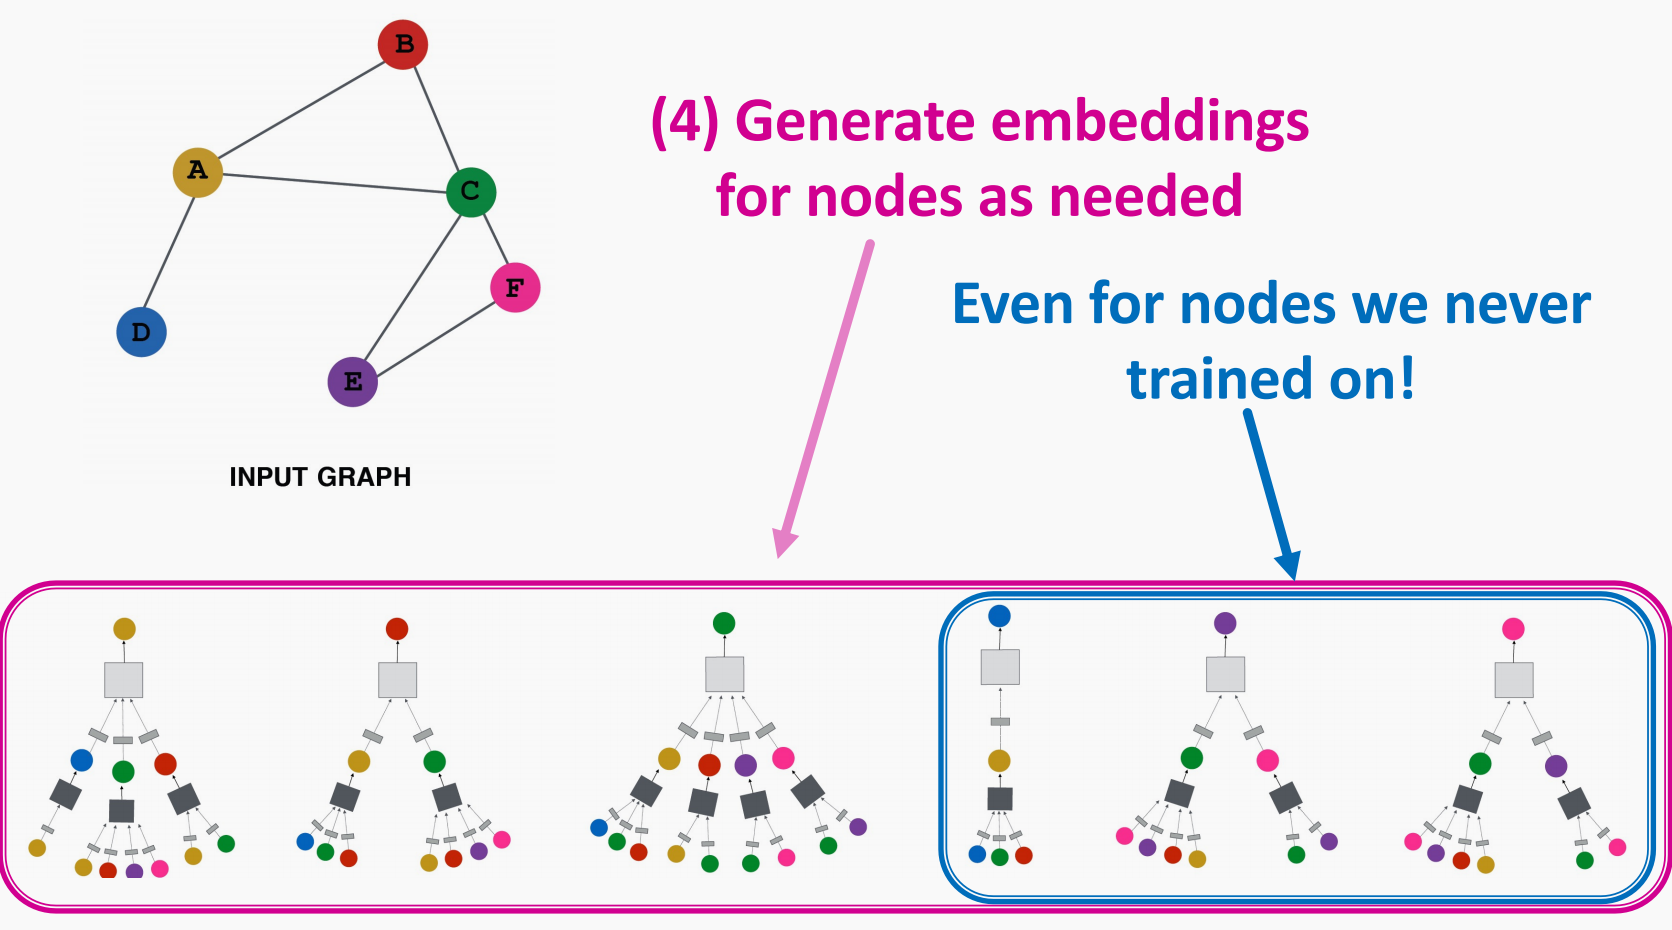 B
(4) Generate embeddings
for nodes as needed
A
C
Even for nodes we never
trained on!
F
D
E
INPUT GRAPH